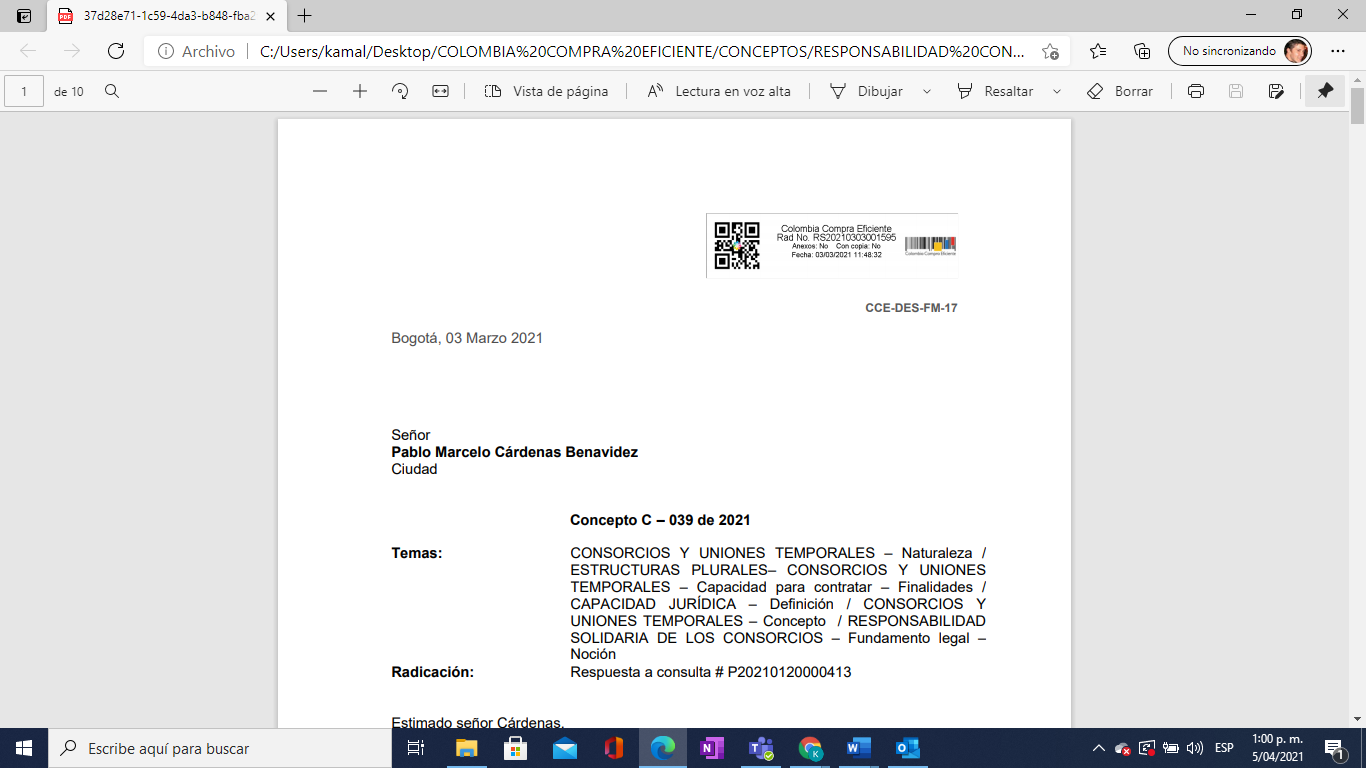 37d28e71-1c59-4da3-b848-fba2
Archivo
C:/Users/kamal/Desktop/COLOMBIA%20COMPRA%20EFICIENTE/CONCEPTOS/RESPONSABILIDAD%20CON...
No sincronizando
1 de 10
Vista de página
Lectura en voz alta
Dibujar
Resaltar
Borrar
Colombia Compra Eficiente
Rad No. RS20210303001595
Anexos: No Con copia: No
Fecha: 03/03/2021 11:48:32
Colombia Compra Eficiente
CCE-DES-FM-17
Bogotá, 03 Marzo 2021
Señor
Pablo Marcelo Cárdenas Benavidez
Ciudad
Concepto C – 039 de 2021
Temas: CONSORCIOS Y UNIONES TEMPORALES – Naturaleza /
ESTRUCTURAS PLURALES– CONSORCIOS Y UNIONES
TEMPORALES – Capacidad para contratar – Finalidades /
CAPACIDAD JURÍDICA – Definición / CONSORCIOS Y
UNIONES TEMPORALES – Concepto / RESPONSABILIDAD
SOLIDARIA DE LOS CONSORCIOS – Fundamento legal –
Noción
Radicación: Respuesta a consulta # P20210120000413
Estimado señor Cárdenas,
Escribe aquí para buscar
ESP
1:00 p. m.
5/04/2021
1